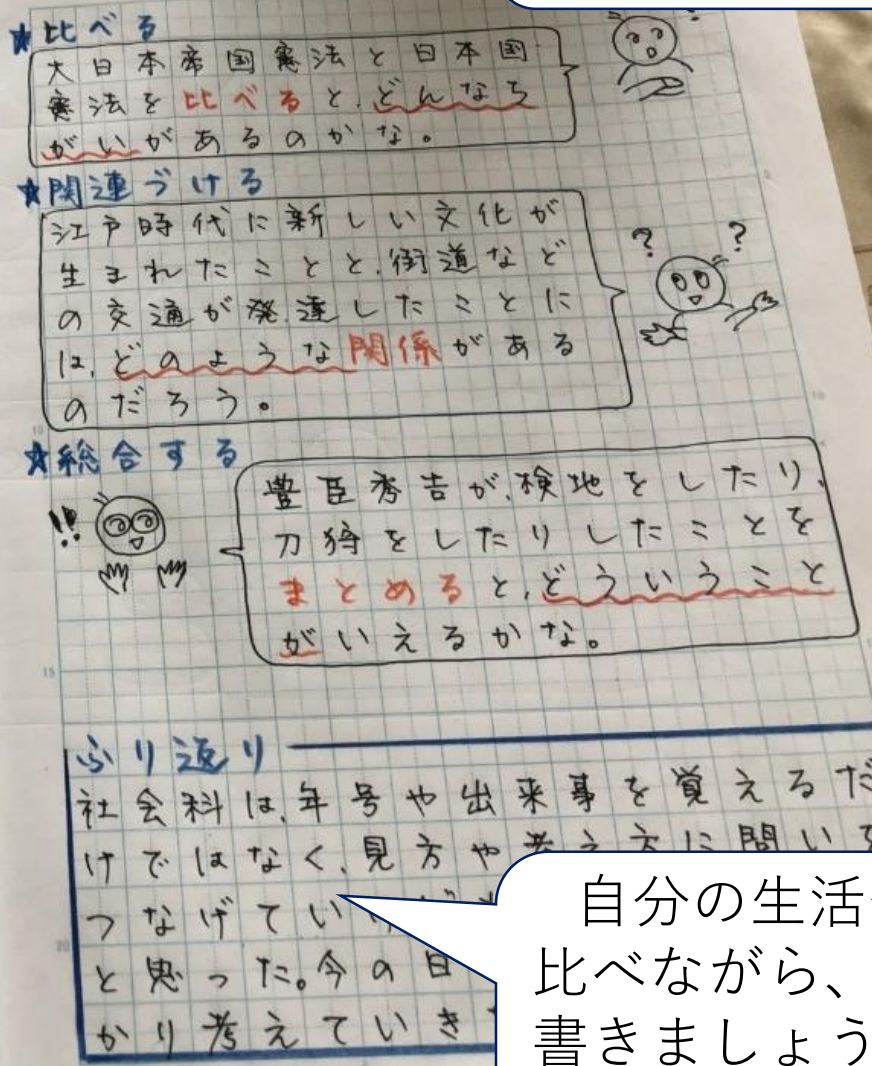 ★比べる
大日本帝国憲法と日本国
憲法を比べると、どんなち
がいがあるのかな。
★関連づける
江戸時代に新しい文化が
生まれたことと、街道など
の交通が発達したことに
は、どのような関係がある
のだろう。
★総合する
豊臣秀吉が、検地をしたり、
刀狩をしたりしたことを
まとめると、どういうこと
がいえるかな。
ふり返り
社会科は、年号や出来事を覚えるだ
けではなく、見方や考え方に問いを
つなげてい
と思った。今の日
かり考えていき
自分の生活
比べながら、
書きましょう
?
?
!!
10
15
20